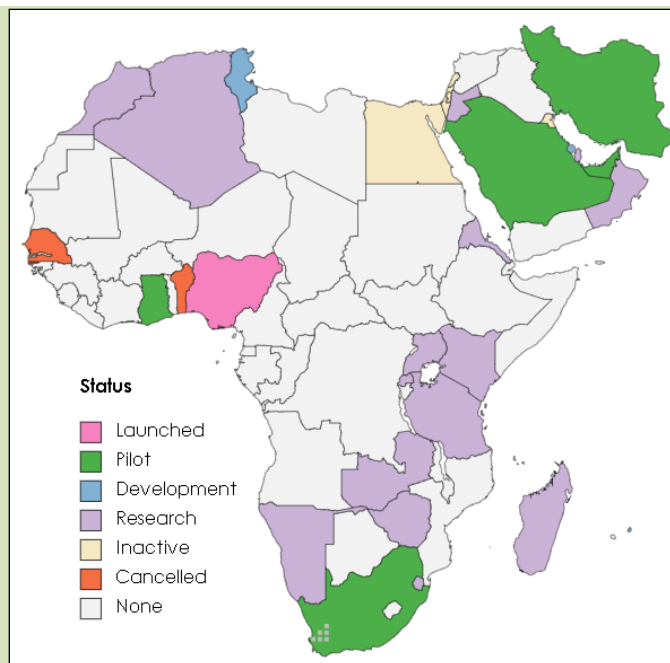 Status
Launched
Pilot
Development
Research
Inactive
Cancelled
None